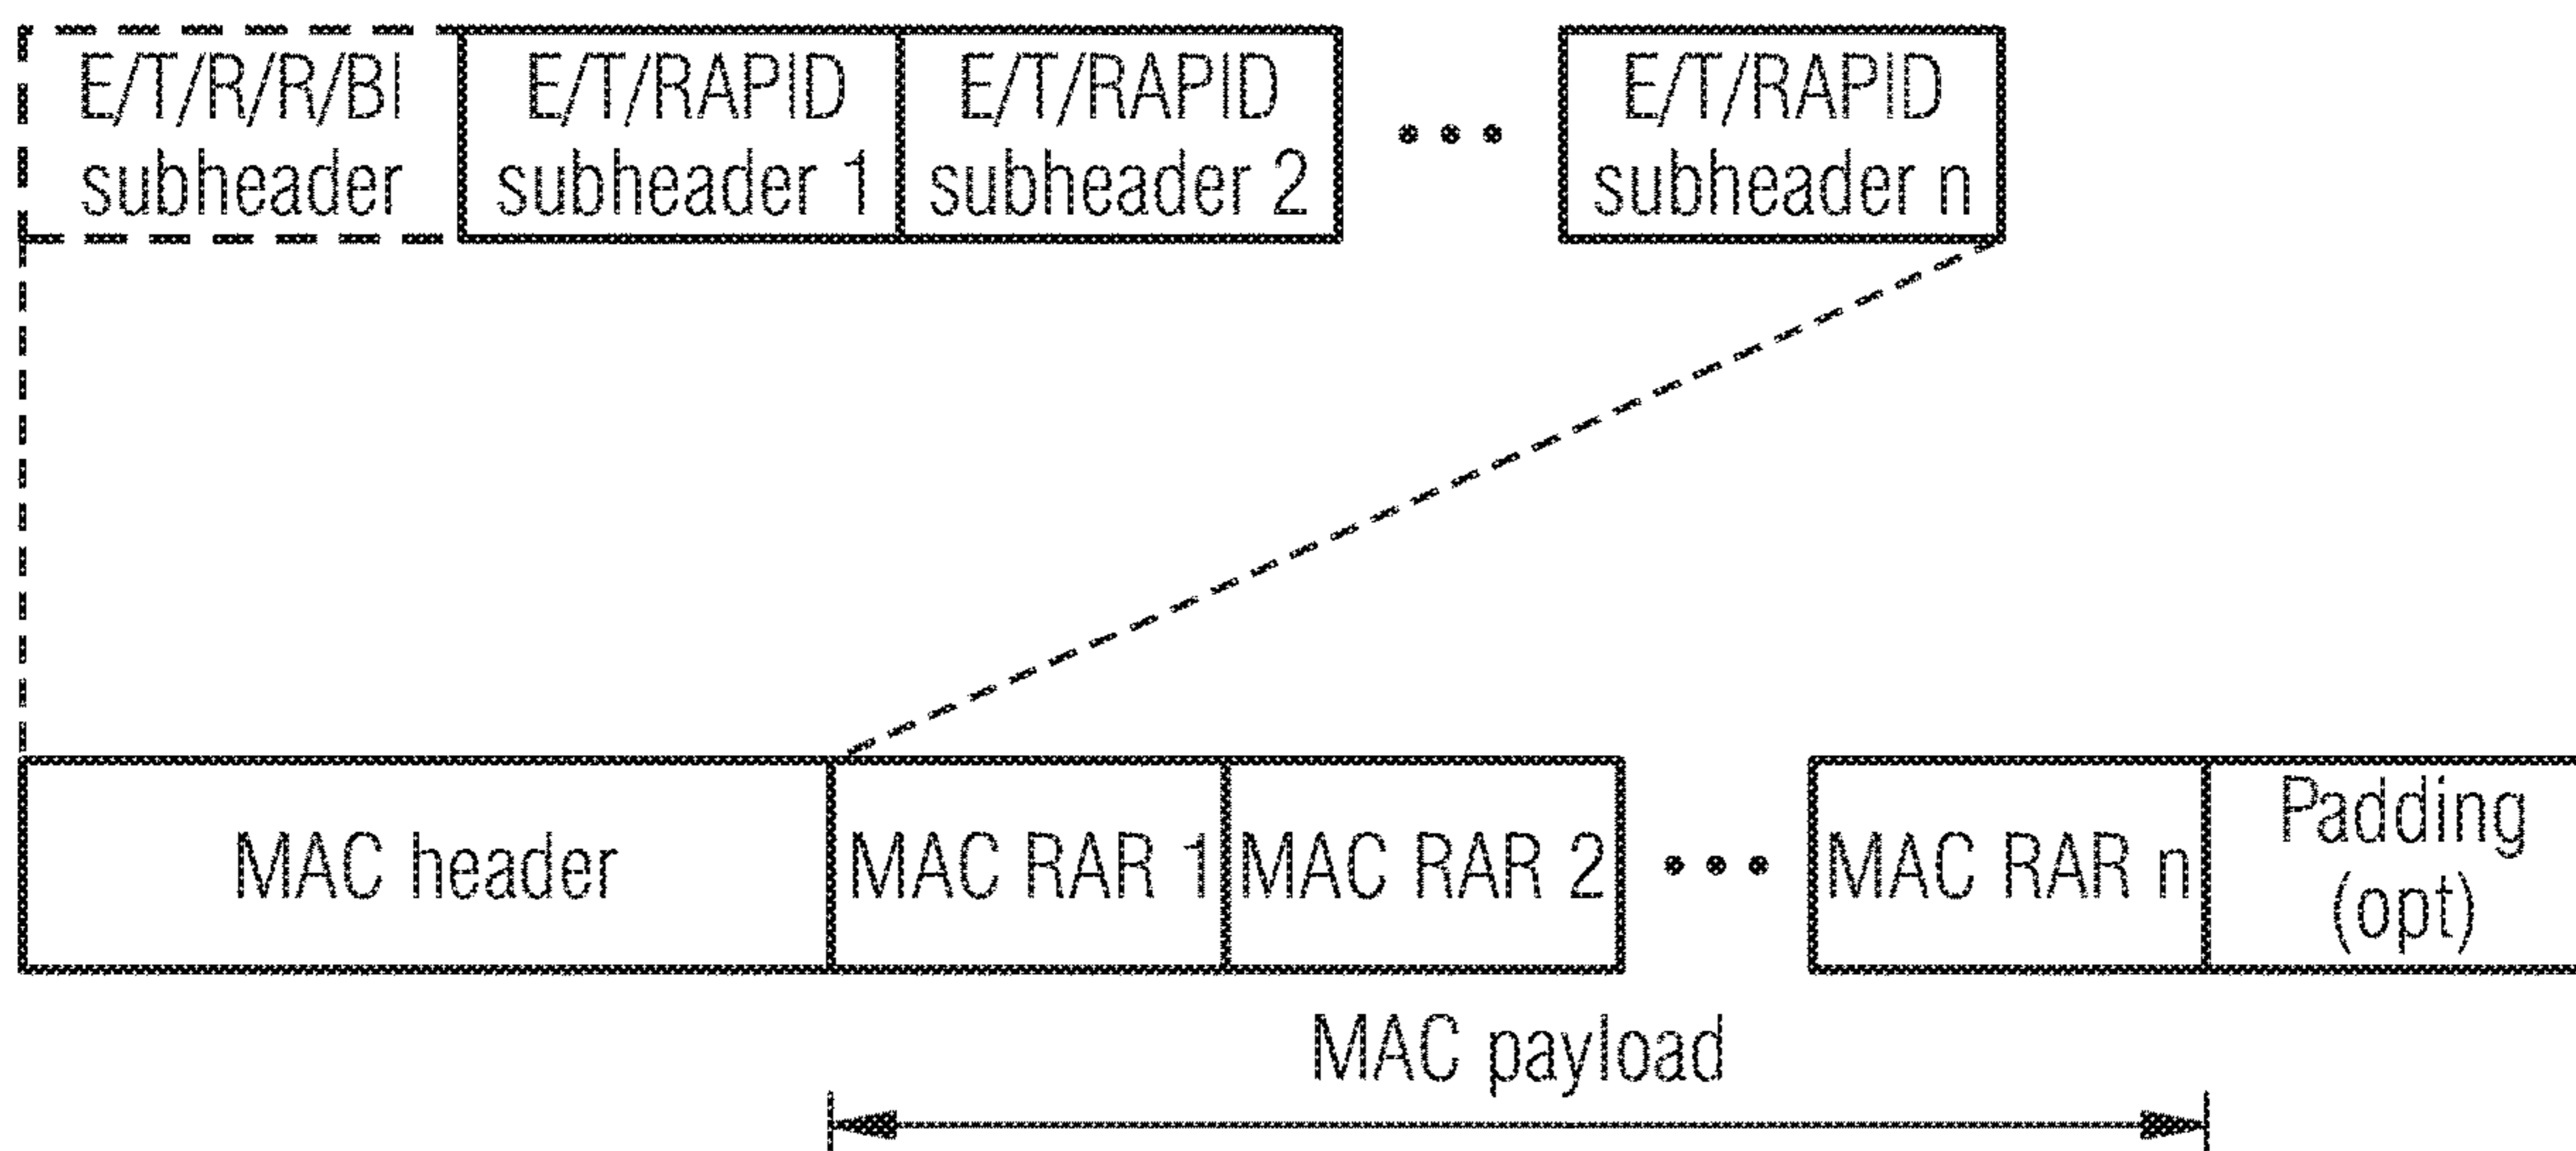 E/T/R/R/BI
subheader
E/T/RAPID
subheader 1
E/T/RAPID
subheader 2
E/T/RAPID
subheader n
MAC header
MAC RAR 1
MAC RAR 2
MAC RAR n
Padding
(opt)
MAC payload